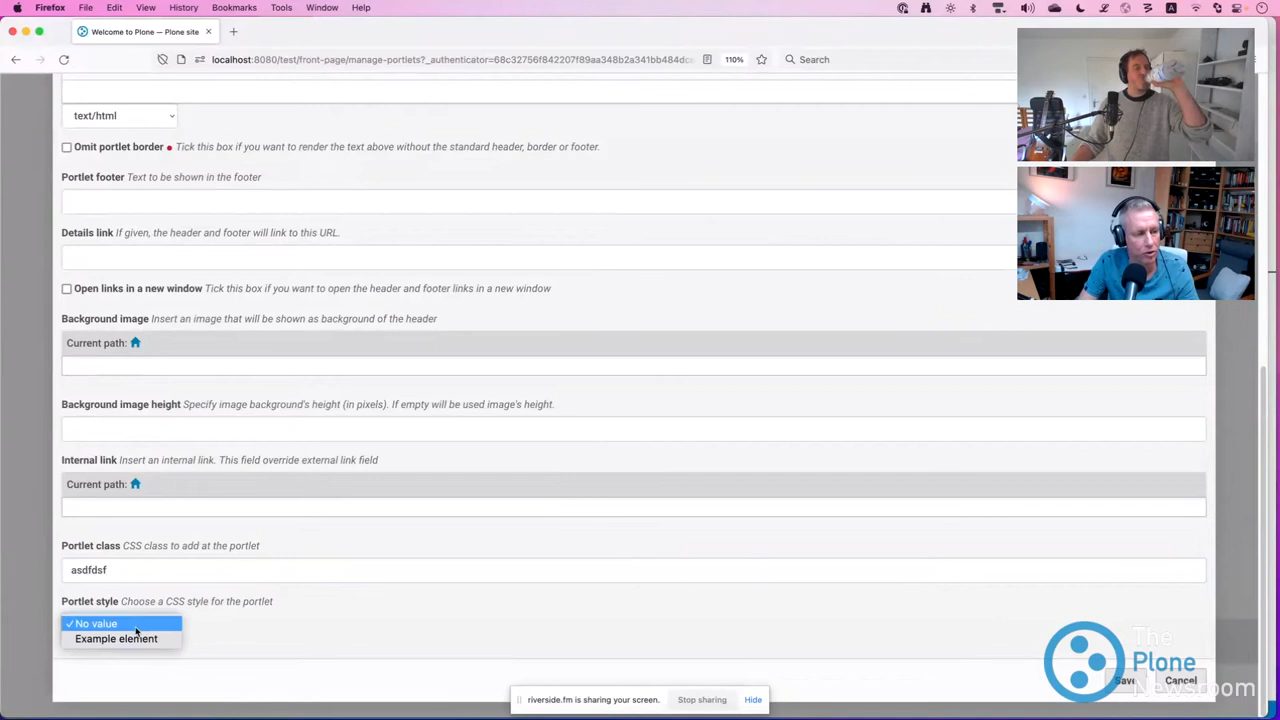 Firefox File Edit View History Bookmarks Tools Window Help
Welcome to Plone — Plone site
localhost:8080/test/front-page/manage-portlets?_authenticator=68c32756f842207f89aa348b2a341bb484dce
110%
Search
text/html
Omit portlet border Tick this box if you want to render the text above without the standard header, border or footer.
Portlet footer Text to be shown in the footer
Details link If given, the header and footer will link to this URL.
Open links in a new window Tick this box if you want to open the header and footer links in a new window
Background image Insert an image that will be shown as background of the header
Current path:
Background image height Specify image background's height (in pixels). If empty will be used image's height.
Internal link Insert an internal link. This field override external link field
Current path:
Portlet class CSS class to add at the portlet
asdfdsf
Portlet style Choose a CSS style for the portlet
✓ No value
Example element
Save Cancel
The
Plone
Newsroom
riverside.fm is sharing your screen. Stop sharing Hide